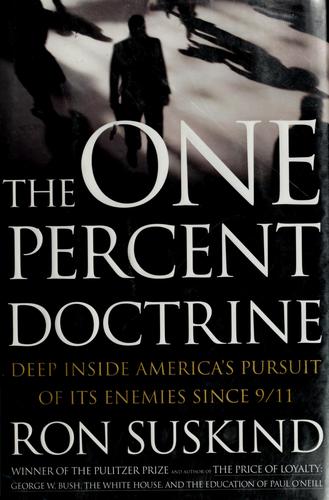 THE ONE
PERCENT
DOCTRINE
DEEP INSIDE AMERICA'S PURSUIT
OF ITS ENEMIES SINCE 9/11
RON SUSKIND
WINNER OF THE PULITZER PRIZE AND AUTHOR OF THE PRICE OF LOYALTY:
GEORGE W. BUSH, THE WHITE HOUSE, AND THE EDUCATION OF PAUL O'NEILL